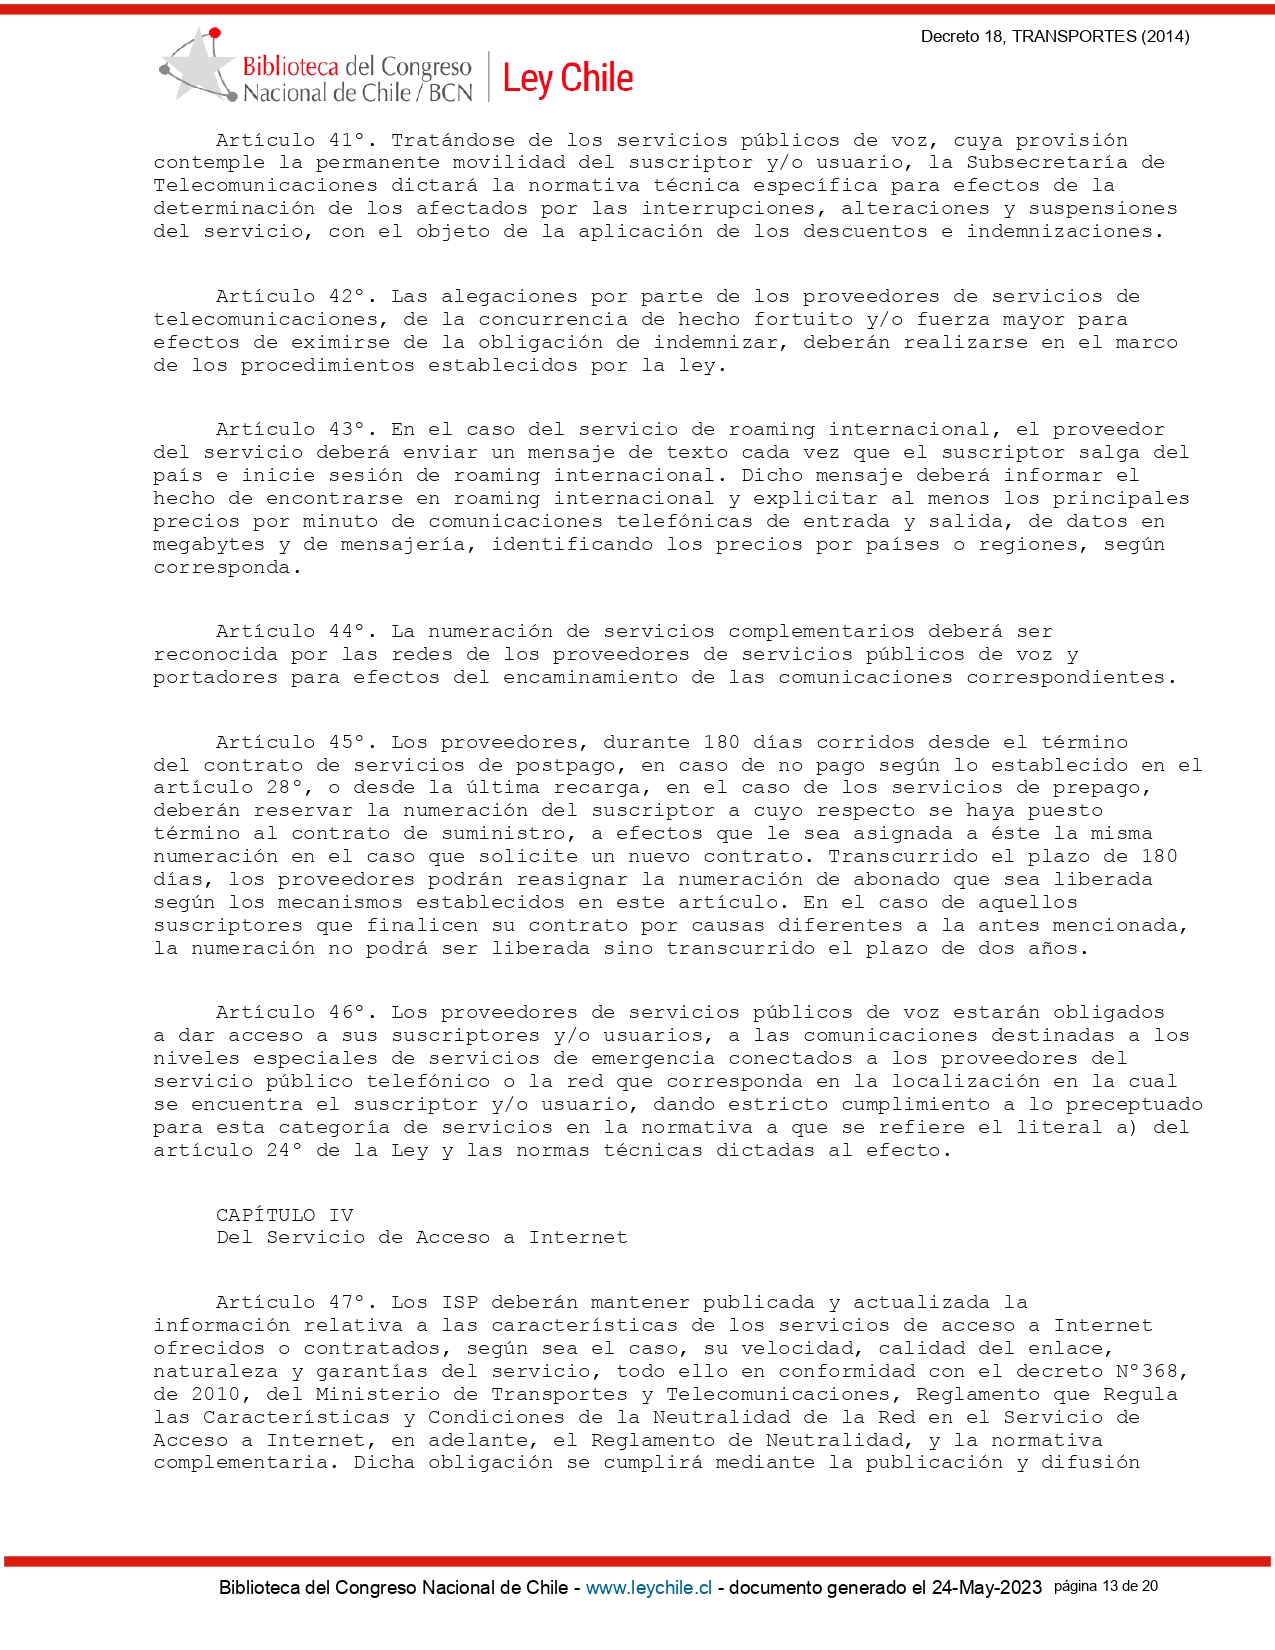 Decreto 18, TRANSPORTES (2014)
Biblioteca del Congreso
Nacional de Chile / BCN
Ley Chile
Artículo 41º. Tratándose de los servicios públicos de voz, cuya provisión
contemple la permanente movilidad del suscriptor y/o usuario, la Subsecretaría de
Telecomunicaciones dictará la normativa técnica específica para efectos de la
determinación de los afectados por las interrupciones, alteraciones y suspensiones
del servicio, con el objeto de la aplicación de los descuentos e indemnizaciones.
Artículo 42º. Las alegaciones por parte de los proveedores de servicios de
telecomunicaciones, de la concurrencia de hecho fortuito y/o fuerza mayor para
efectos de eximirse de la obligación de indemnizar, deberán realizarse en el marco
de los procedimientos establecidos por la ley.
Artículo 43º. En el caso del servicio de roaming internacional, el proveedor
del servicio deberá enviar un mensaje de texto cada vez que el suscriptor salga del
país e inicie sesión de roaming internacional. Dicho mensaje deberá informar el
hecho de encontrarse en roaming internacional y explicitar al menos los principales
precios por minuto de comunicaciones telefónicas de entrada y salida, de datos en
megabytes y de mensajería, identificando los precios por países o regiones, según
corresponda.
Artículo 44º. La numeración de servicios complementarios deberá ser
reconocida por las redes de los proveedores de servicios públicos de voz y
portadores para efectos del encaminamiento de las comunicaciones correspondientes.
Artículo 45º. Los proveedores, durante 180 días corridos desde el término
del contrato de servicios de postpago, en caso de no pago según lo establecido en el
artículo 28º, o desde la última recarga, en el caso de los servicios de prepago,
deberán reservar la numeración del suscriptor a cuyo respecto se haya puesto
término al contrato de suministro, a efectos que le sea asignada a éste la misma
numeración en el caso que solicite un nuevo contrato. Transcurrido el plazo de 180
días, los proveedores podrán reasignar la numeración de abonado que sea liberada
según los mecanismos establecidos en este artículo. En el caso de aquellos
suscriptores que finalicen su contrato por causas diferentes a la antes mencionada,
la numeración no podrá ser liberada sino transcurrido el plazo de dos años.
Artículo 46º. Los proveedores de servicios públicos de voz estarán obligados
a dar acceso a sus suscriptores y/o usuarios, a las comunicaciones destinadas a los
niveles especiales de servicios de emergencia conectados a los proveedores del
servicio público telefónico o la red que corresponda en la localización en la cual
se encuentra el suscriptor y/o usuario, dando estricto cumplimiento a lo preceptuado
para esta categoría de servicios en la normativa a que se refiere el literal a) del
artículo 24º de la Ley y las normas técnicas dictadas al efecto.
CAPÍTULO IV
Del Servicio de Acceso a Internet
Artículo 47º. Los ISP deberán mantener publicada y actualizada la
información relativa a las características de los servicios de acceso a Internet
ofrecidos o contratados, según sea el caso, su velocidad, calidad del enlace,
naturaleza y garantías del servicio, todo ello en conformidad con el decreto Nº368,
de 2010, del Ministerio de Transportes y Telecomunicaciones, Reglamento que Regula
las Características y Condiciones de la Neutralidad de la Red en el Servicio de
Acceso a Internet, en adelante, el Reglamento de Neutralidad, y la normativa
complementaria. Dicha obligación se cumplirá mediante la publicación y difusión
Biblioteca del Congreso Nacional de Chile - www.leychile.cl - documento generado el 24-May-2023 página 13 de 20